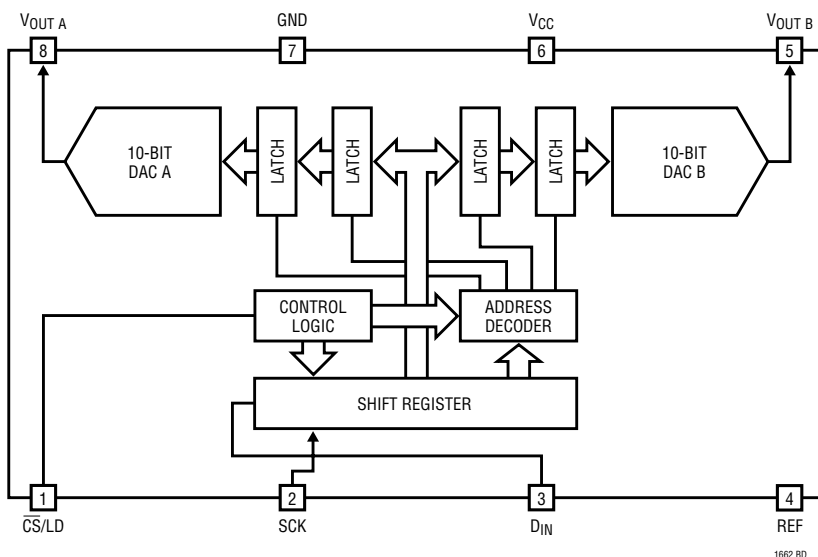 VOUT A
GND
VCC
VOUT B
8
7
6
5
10-BIT
DAC A
LATCH
LATCH
LATCH
LATCH
10-BIT
DAC B
CONTROL
LOGIC
ADDRESS
DECODER
SHIFT REGISTER
1
2
3
4
C̅S̅/LD
SCK
DIN
REF
1662 BD